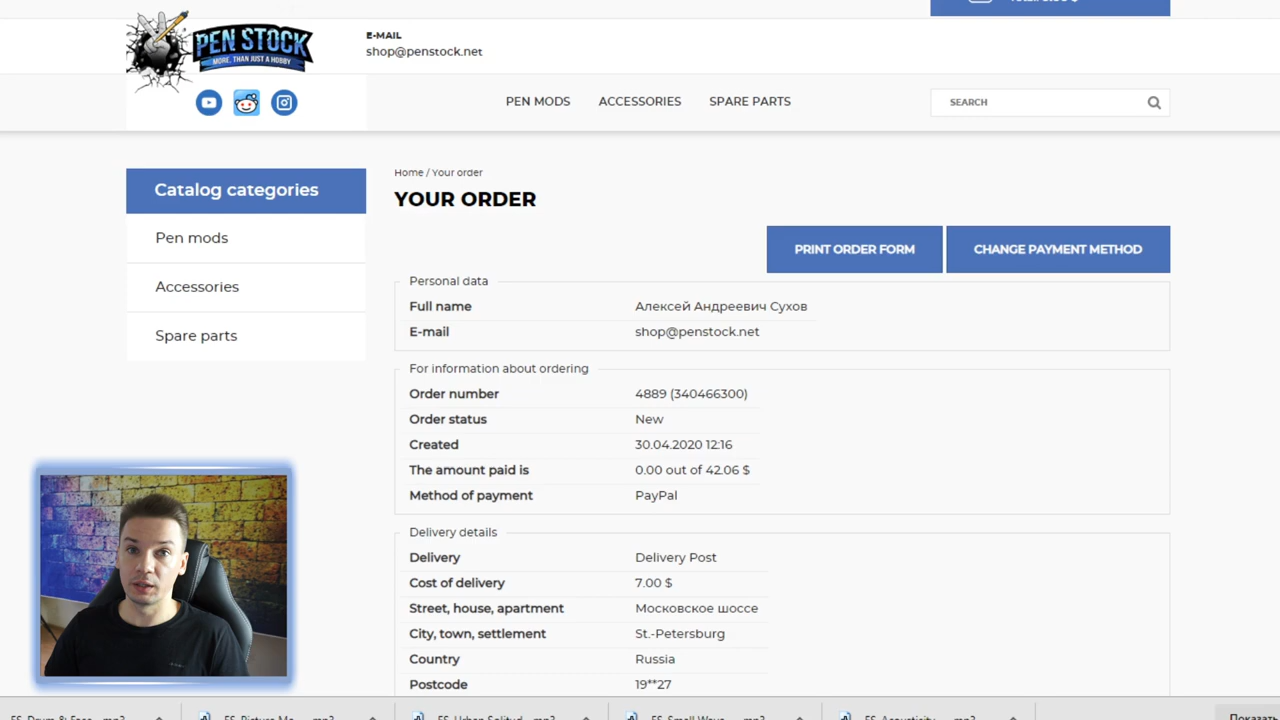 PEN STOCK
MORE, THAN JUST A HOBBY
E-MAIL
shop@penstock.net
PEN MODS
ACCESSORIES
SPARE PARTS
SEARCH
Catalog categories
Pen mods
Accessories
Spare parts
Home / Your order
YOUR ORDER
PRINT ORDER FORM
CHANGE PAYMENT METHOD
Personal data
Full name Алексей Андреевич Сухов
E-mail shop@penstock.net
For information about ordering
Order number 4889 (340466300)
Order status New
Created 30.04.2020 12:16
The amount paid is 0.00 out of 42.06 $
Method of payment PayPal
Delivery details
Delivery Delivery Post
Cost of delivery 7.00 $
Street, house, apartment Московское шоссе
City, town, settlement St.-Petersburg
Country Russia
Postcode 19**27